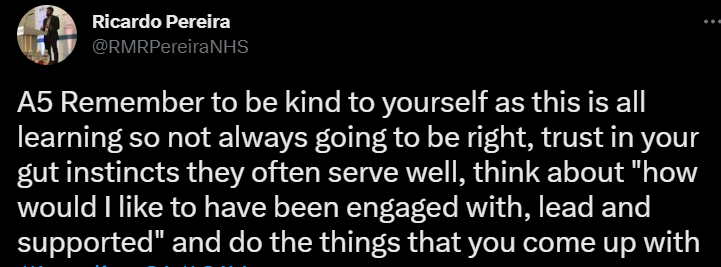 Ricardo Pereira
@RMRPereiraNHS
A5 Remember to be kind to yourself as this is all
learning so not always going to be right, trust in your
gut instincts they often serve well, think about "how
would I like to have been engaged with, lead and
supported" and do the things that you come up with